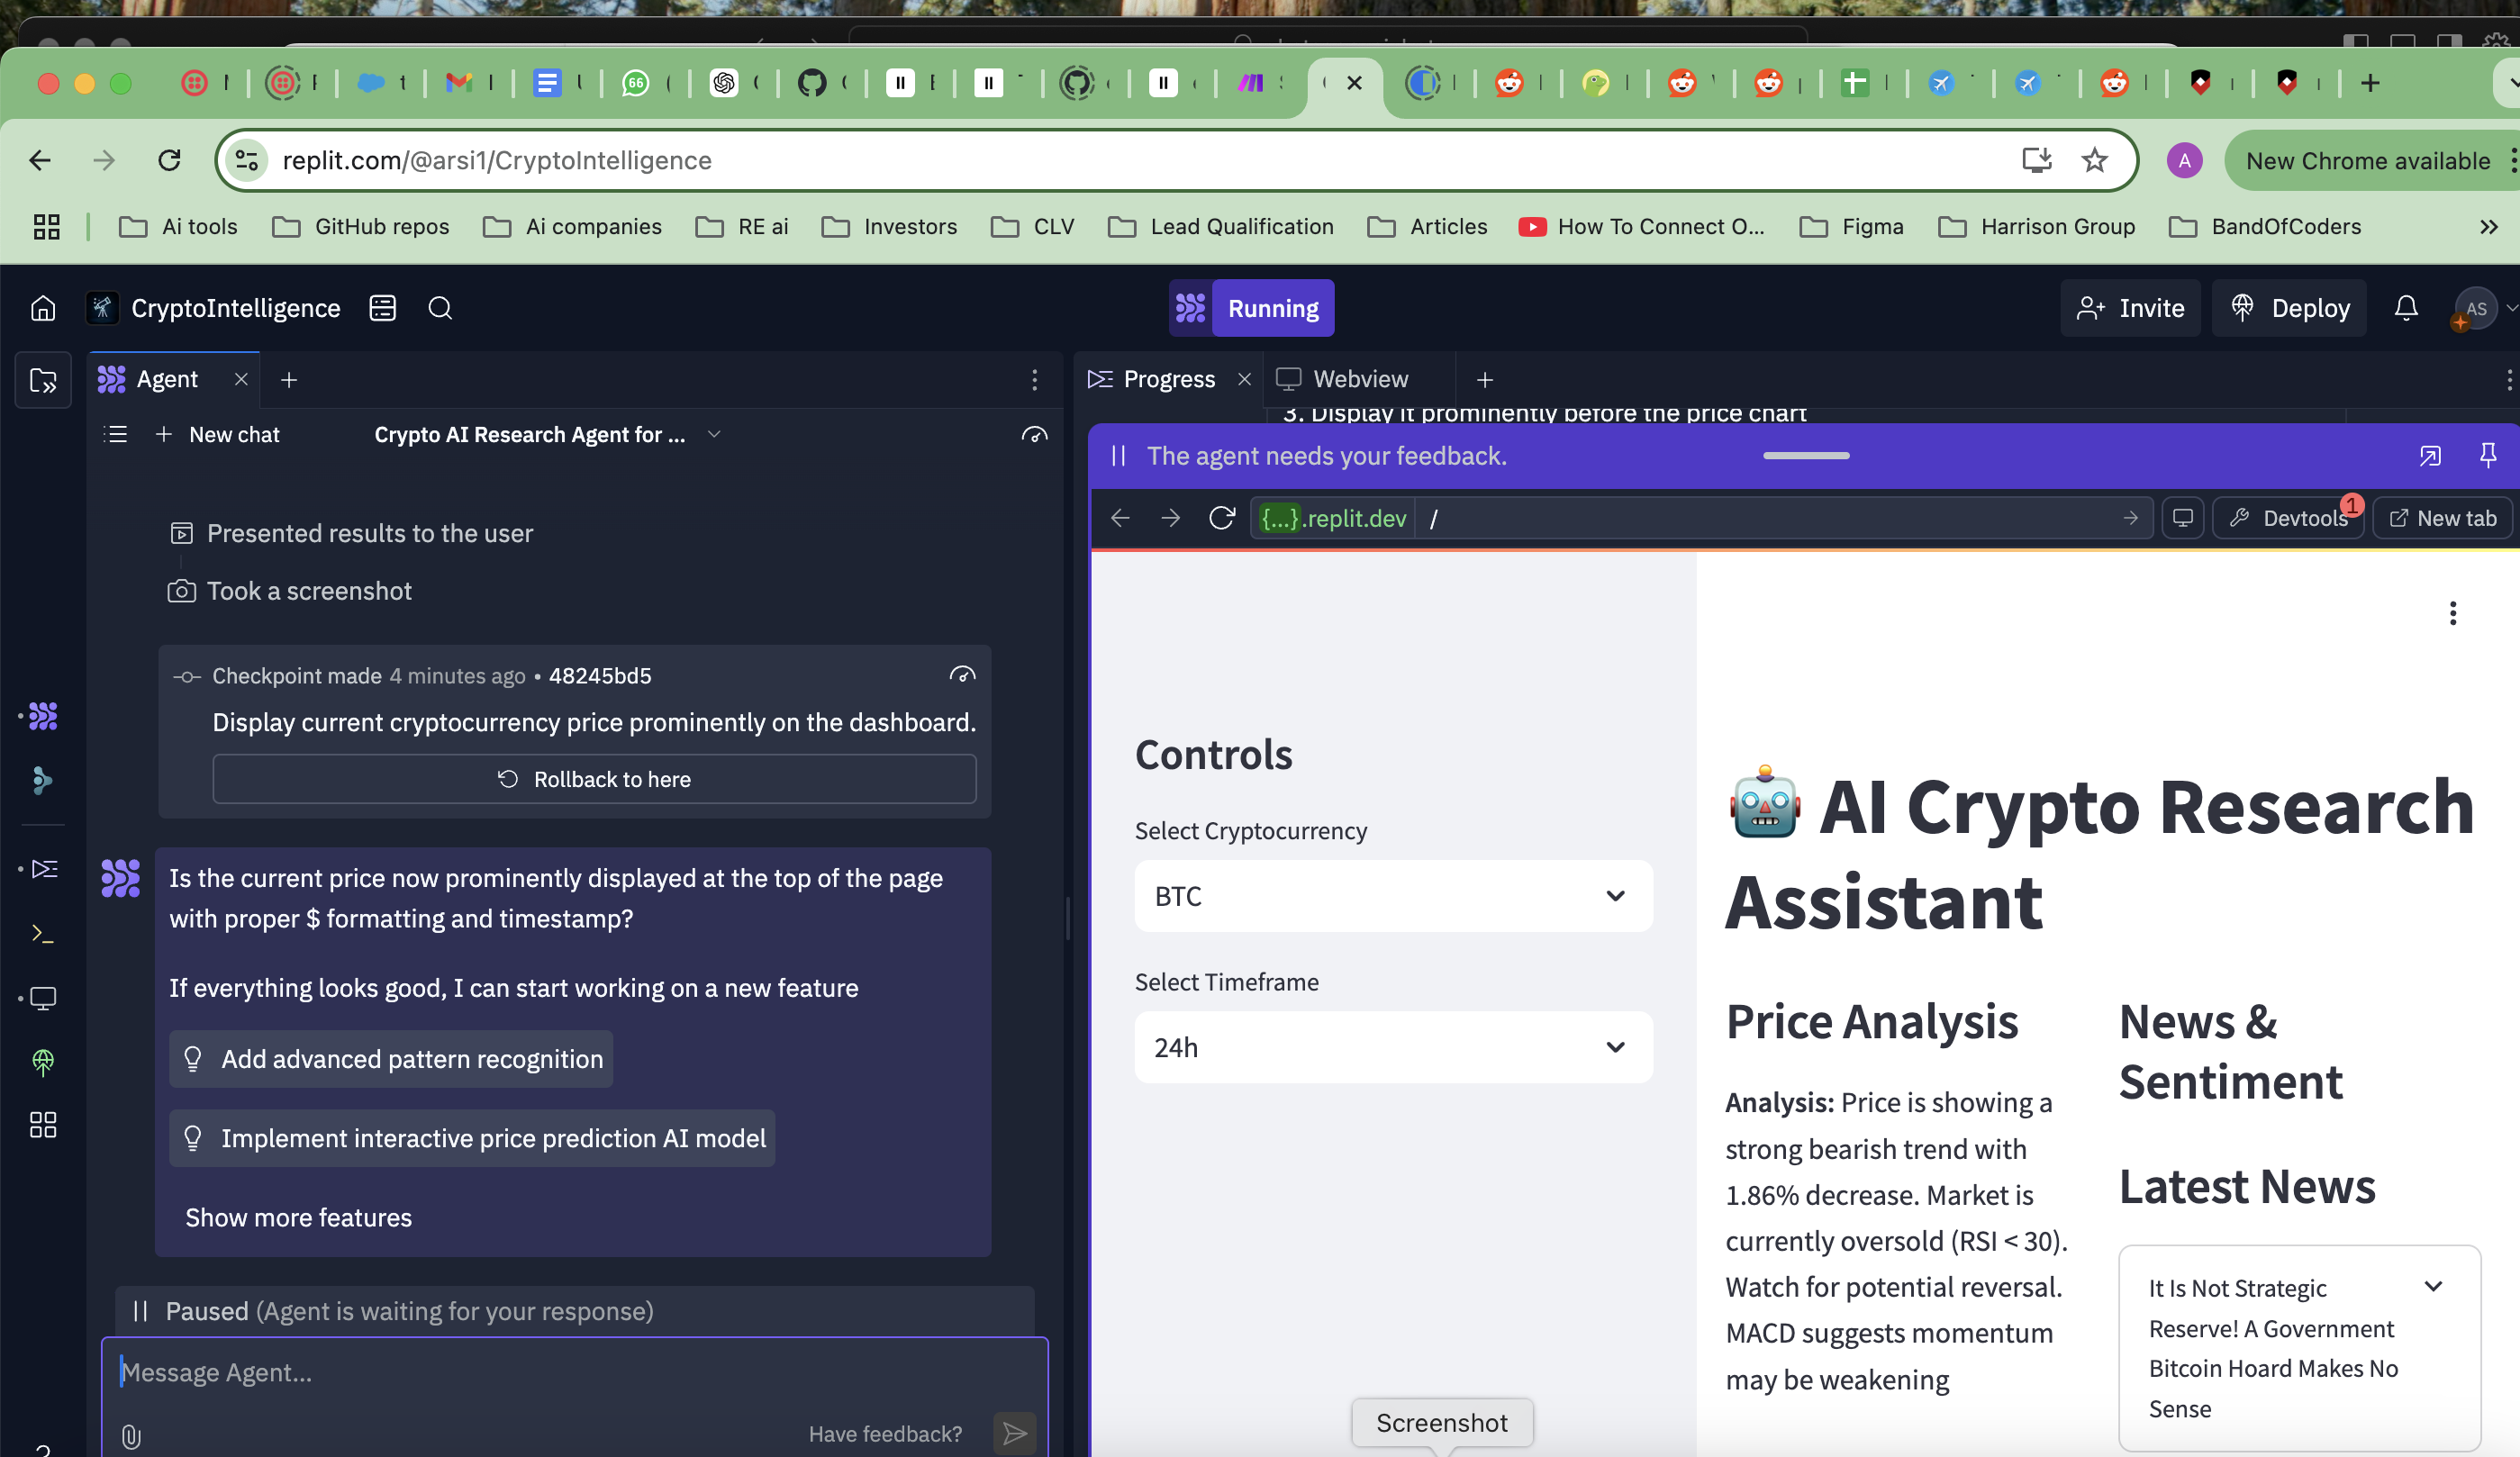 66
replit.com/@arsi1/CryptoIntelligence
A
New Chrome available
Ai tools
GitHub repos
Ai companies
RE ai
Investors
CLV
Lead Qualification
Articles
How To Connect O...
Figma
Harrison Group
BandOfCoders
CryptoIntelligence
Running
Invite
Deploy
AS
Agent
Progress
Webview
New chat
Crypto AI Research Agent for ...
Presented results to the user
Took a screenshot
Checkpoint made 4 minutes ago • 48245bd5
Display current cryptocurrency price prominently on the dashboard.
Rollback to here
Is the current price now prominently displayed at the top of the page
with proper $ formatting and timestamp?
If everything looks good, I can start working on a new feature
Add advanced pattern recognition
Implement interactive price prediction AI model
Show more features
Paused (Agent is waiting for your response)
Message Agent...
Have feedback?
3. Display it prominently before the price chart
The agent needs your feedback.
{...}.replit.dev /
Devtools
1
New tab
Controls
Select Cryptocurrency
BTC
Select Timeframe
24h
AI Crypto Research
Assistant
Price Analysis
Analysis: Price is showing a
strong bearish trend with
1.86% decrease. Market is
currently oversold (RSI < 30).
Watch for potential reversal.
MACD suggests momentum
may be weakening
News &
Sentiment
Latest News
It Is Not Strategic
Reserve! A Government
Bitcoin Hoard Makes No
Sense
Screenshot